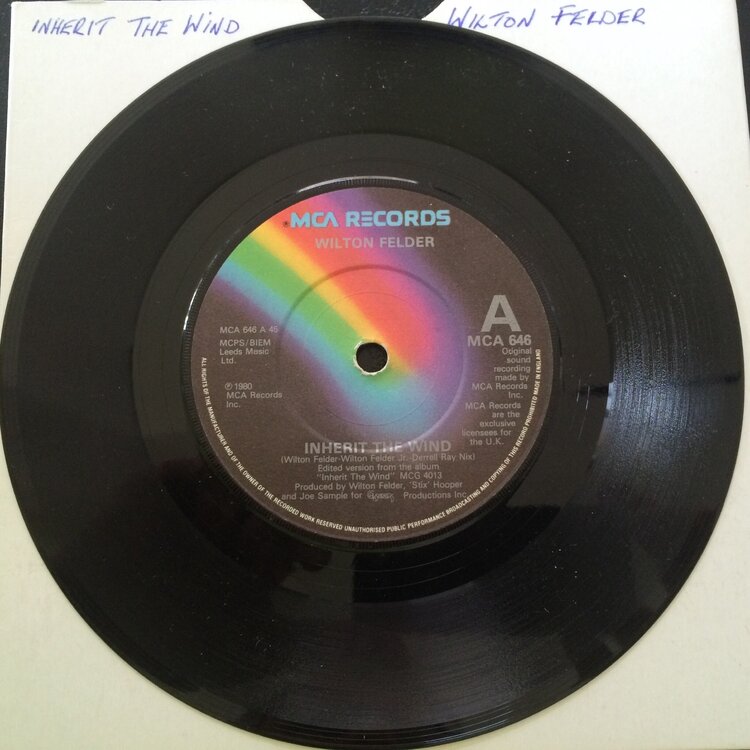 INHERIT THE WIND
WILTON FELDER
MCA RECORDS
WILTON FELDER
A
MCA 646
MCA 646 A 45
MCPS/BIEM
Leeds Music
Ltd.
℗ 1980
MCA Records
Inc.
Original
sound
recording
made by
MCA Records
Inc.
MCA Records
are the
exclusive
licensees for
the U.K.
INHERIT THE WIND
(Wilton Felder-Wilton Felder Jr.-Derrell Ray Nix)
Edited version from the album
"Inherit The Wind" MCG 4013
Produced by Wilton Felder, 'Stix' Hooper
and Joe Sample for Productions Inc.
ALL RIGHTS OF THE MANUFACTURER AND OF THE OWNER OF THE RECORDED WORK RESERVED UNAUTHORISED PUBLIC PERFORMANCE BROADCASTING AND COPYING OF THIS RECORD PROHIBITED MADE IN ENGLAND